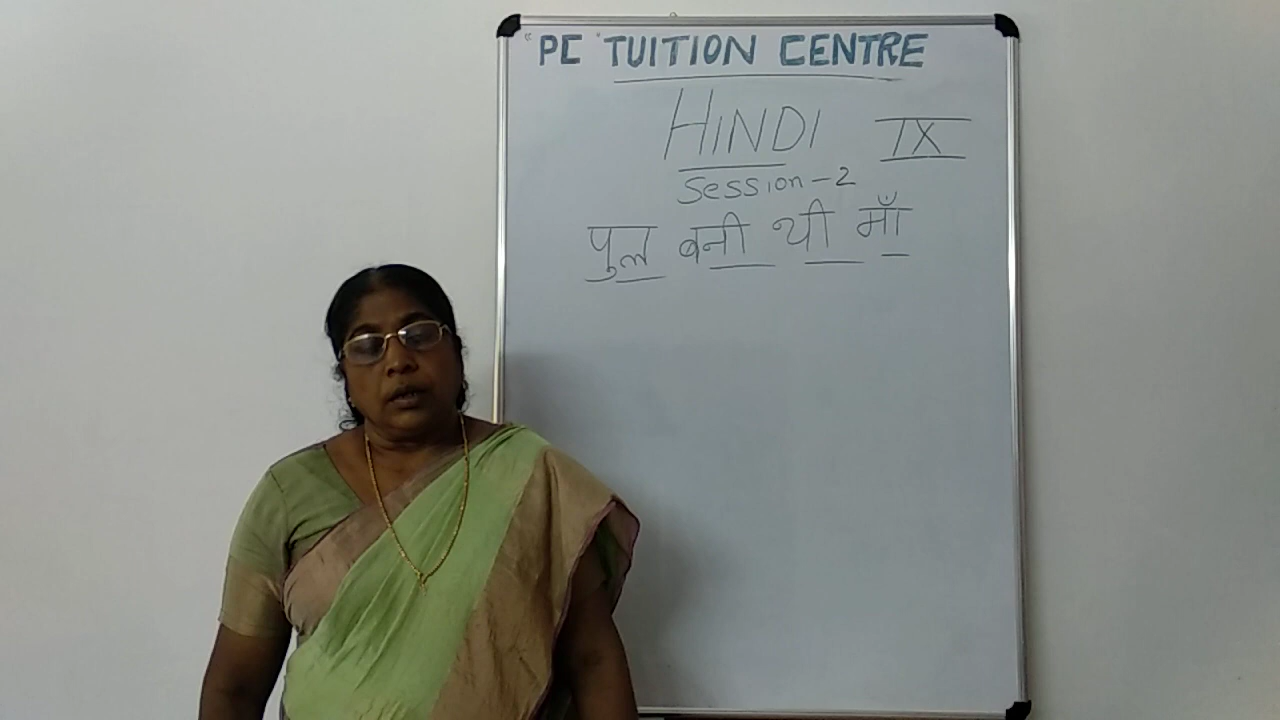 "PC" TUITION CENTRE
HINDI IX
Session-2
पुल बनी थी माँ